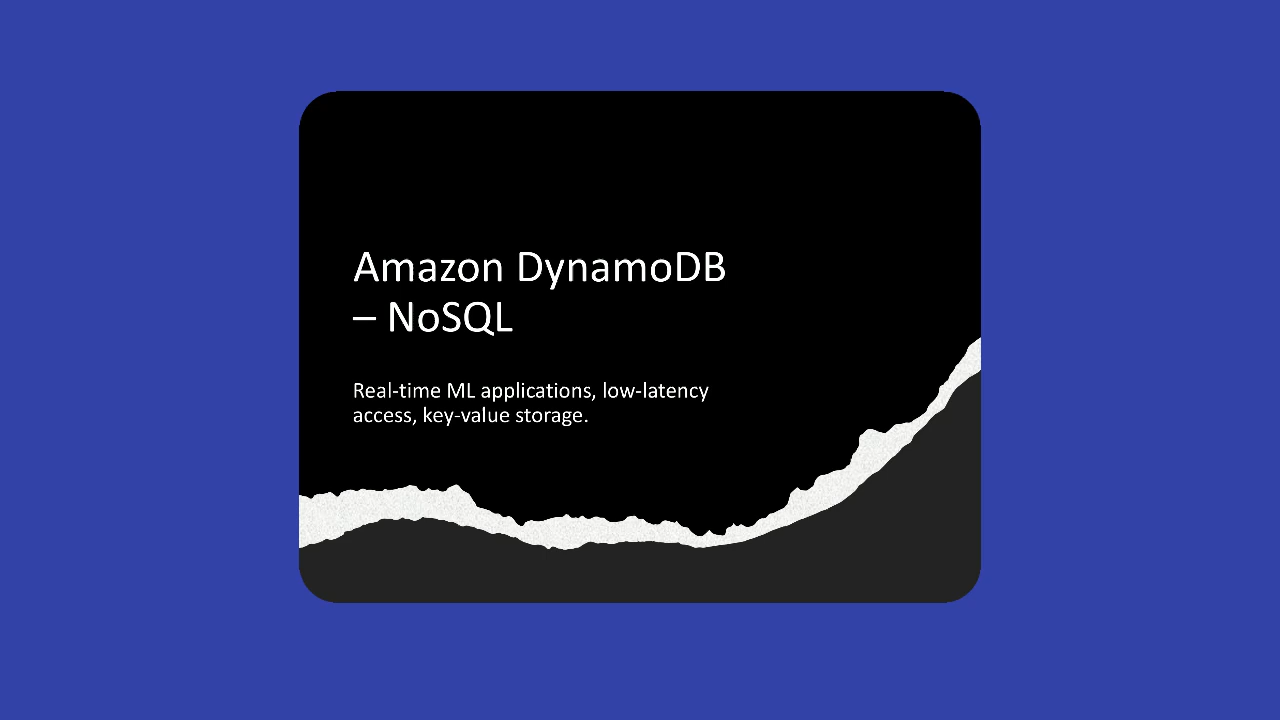 Amazon DynamoDB
– NoSQL
Real-time ML applications, low-latency
access, key-value storage.